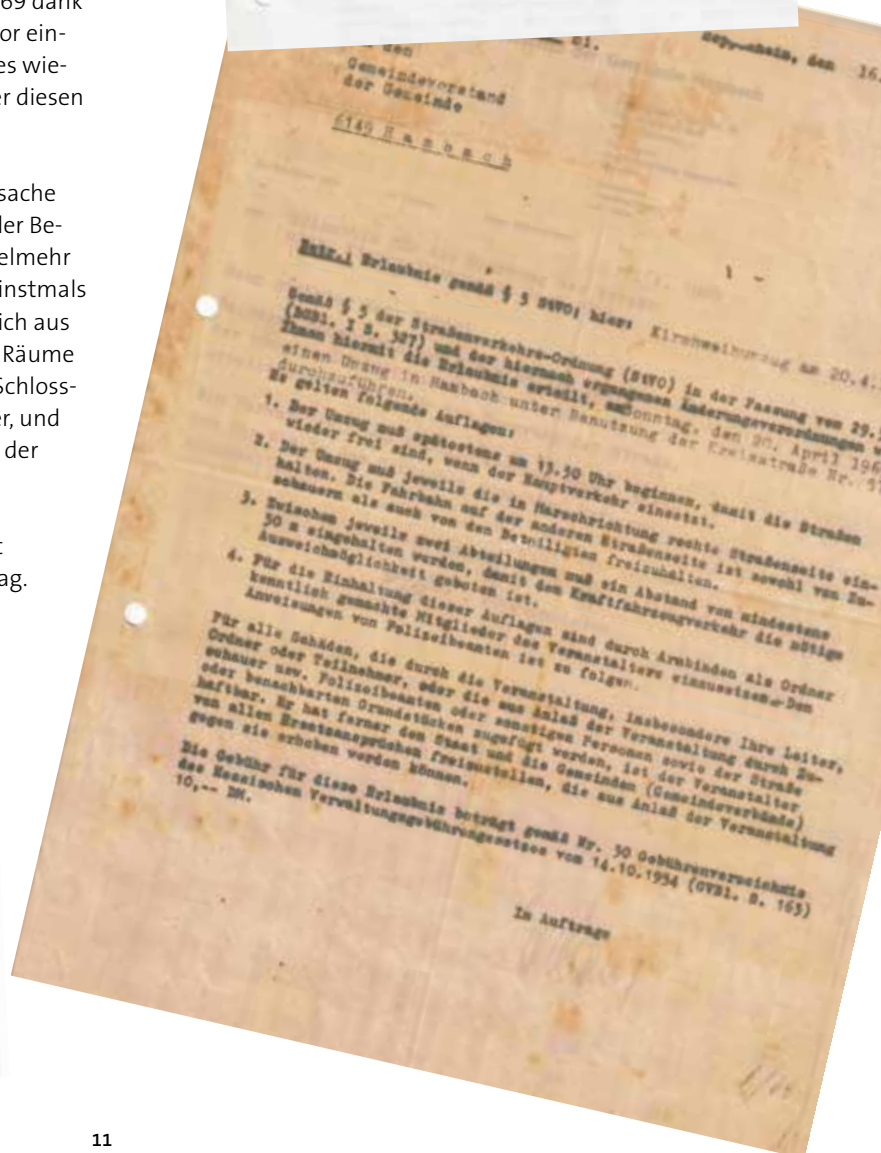 69 dank
or ein-
es wie-
er diesen
sache
der Be-
elmehr
instmals
ich aus
Räume
Schloss-
er, und
der
t
ag.
Heppenheim, den 16.
den
Gemeindevorstand
der Gemeinde
6149 Hambach
Betr.: Erlaubnis gemäß § 5 StVO; hier: Kirchweihumzug am 20.4.
Gemäß § 5 der Straßenverkehrs-Ordnung (StVO) in der Fassung vom 29.
(BGBl. I S. 327) und der hiernach ergangenen Änderungsverordnungen
Ihnen hiermit die Erlaubnis erteilt, am Sonntag, den 20. April 196
einen Umzug in Hambach unter Benutzung der Kreisstraße Nr. 5
durchzuführen.
Es gelten folgende Auflagen:
1. Der Umzug muß spätestens um 13.30 Uhr beginnen, damit die Straßen
wieder frei sind, wenn der Hauptverkehr einsetzt.
2. Der Umzug muß jeweils die in Marschrichtung rechte Straßenseite ein-
halten. Die Fahrbahn auf der anderen Straßenseite ist sowohl von Zu-
schauern als auch von den Beteiligten freizuhalten.
3. Zwischen jeweils zwei Abteilungen muß ein Abstand von mindestens
50 m eingehalten werden, damit dem Kraftfahrzeugverkehr die nötige
Ausweichmöglichkeit geboten ist.
4. Für die Einhaltung dieser Auflagen sind durch Armbinden als Ordner
kenntlich gemachte Mitglieder des Veranstalters einzusetzen. Den
Anweisungen von Polizeibeamten ist zu folgen.
Für alle Schäden, die durch die Veranstaltung, insbesondere Ihre Leiter,
Ordner oder Teilnehmer, oder die aus Anlaß der Veranstaltung durch Zu-
schauer usw. Polizeibeamten oder sonstigen Personen sowie der Straße
oder benachbarten Grundstücken zugefügt werden, ist der Veranstalter
haftbar. Er hat ferner den Staat und die Gemeinden (Gemeindeverbände)
von allen Ersatzansprüchen freizustellen, die aus Anlaß der Veranstaltung
gegen sie erhoben werden können.
Die Gebühr für diese Erlaubnis beträgt gemäß Nr. 30 Gebührenverzeichnis
des Hessischen Verwaltungsgebührengesetzes vom 14.10.1954 (GVBl. S. 163)
10,-- DM.
Im Auftrage
11